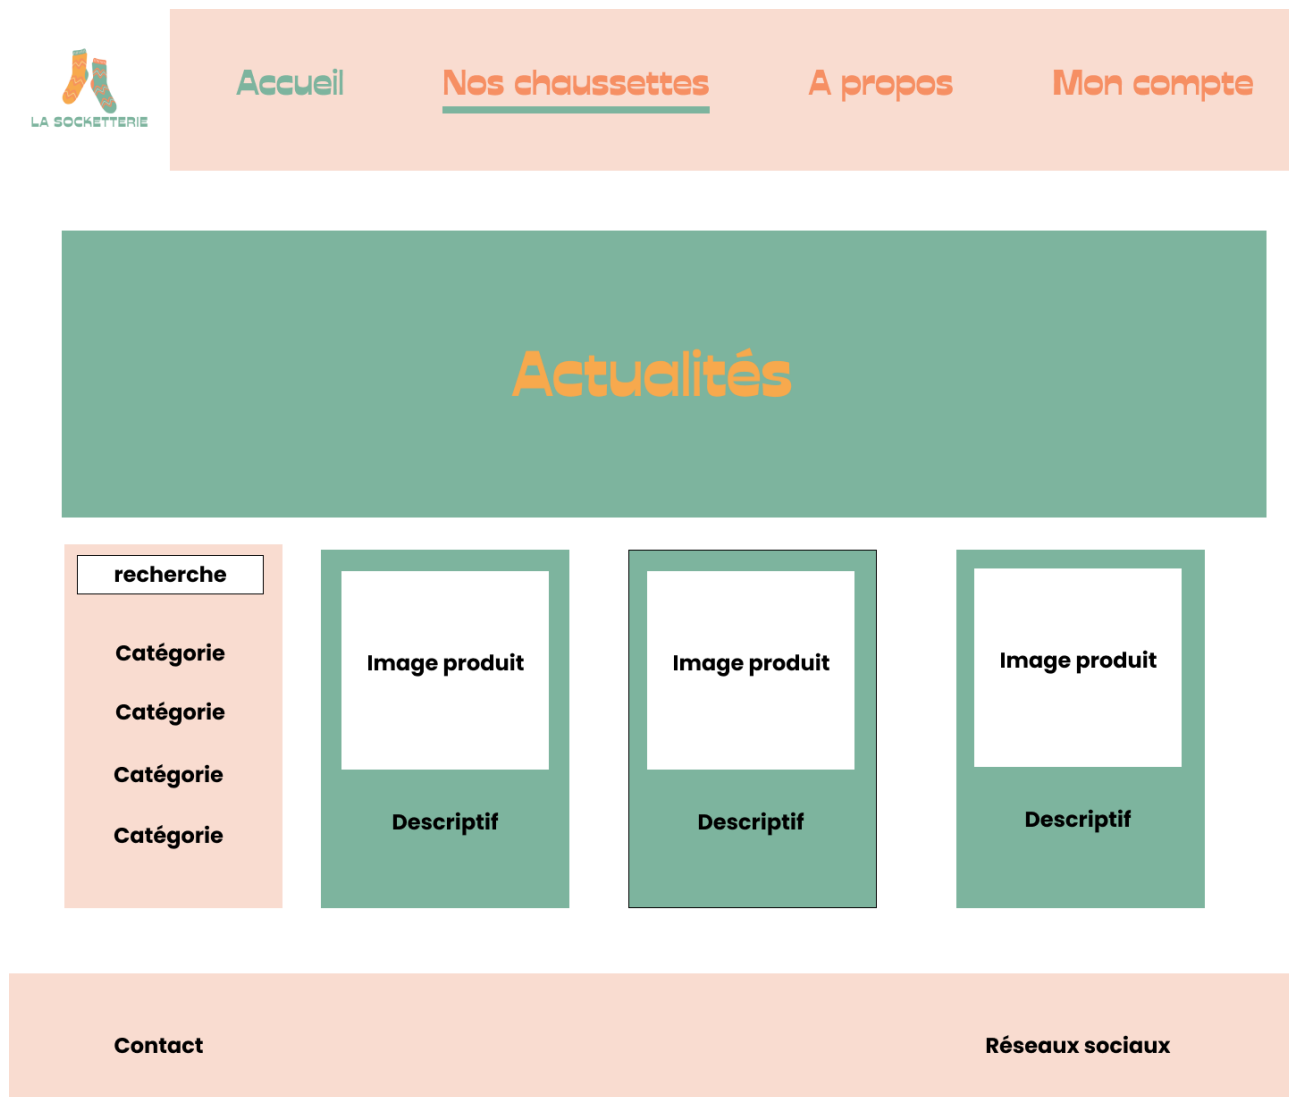 LA SOCKETTERIE
Accueil
Nos chaussettes
A propos
Mon compte
Actualités
recherche
Catégorie
Catégorie
Catégorie
Catégorie
Image produit
Descriptif
Image produit
Descriptif
Image produit
Descriptif
Contact
Réseaux sociaux